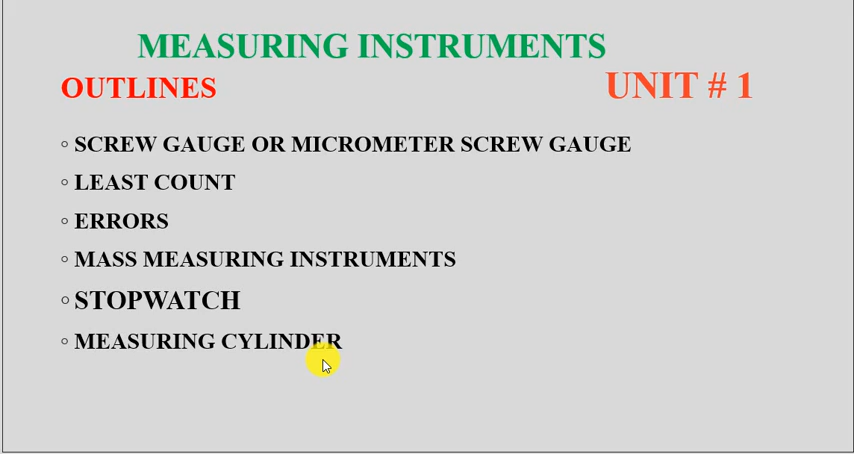 MEASURING INSTRUMENTS
OUTLINES
UNIT # 1
◦ SCREW GAUGE OR MICROMETER SCREW GAUGE
◦ LEAST COUNT
◦ ERRORS
◦ MASS MEASURING INSTRUMENTS
◦ STOPWATCH
◦ MEASURING CYLINDER